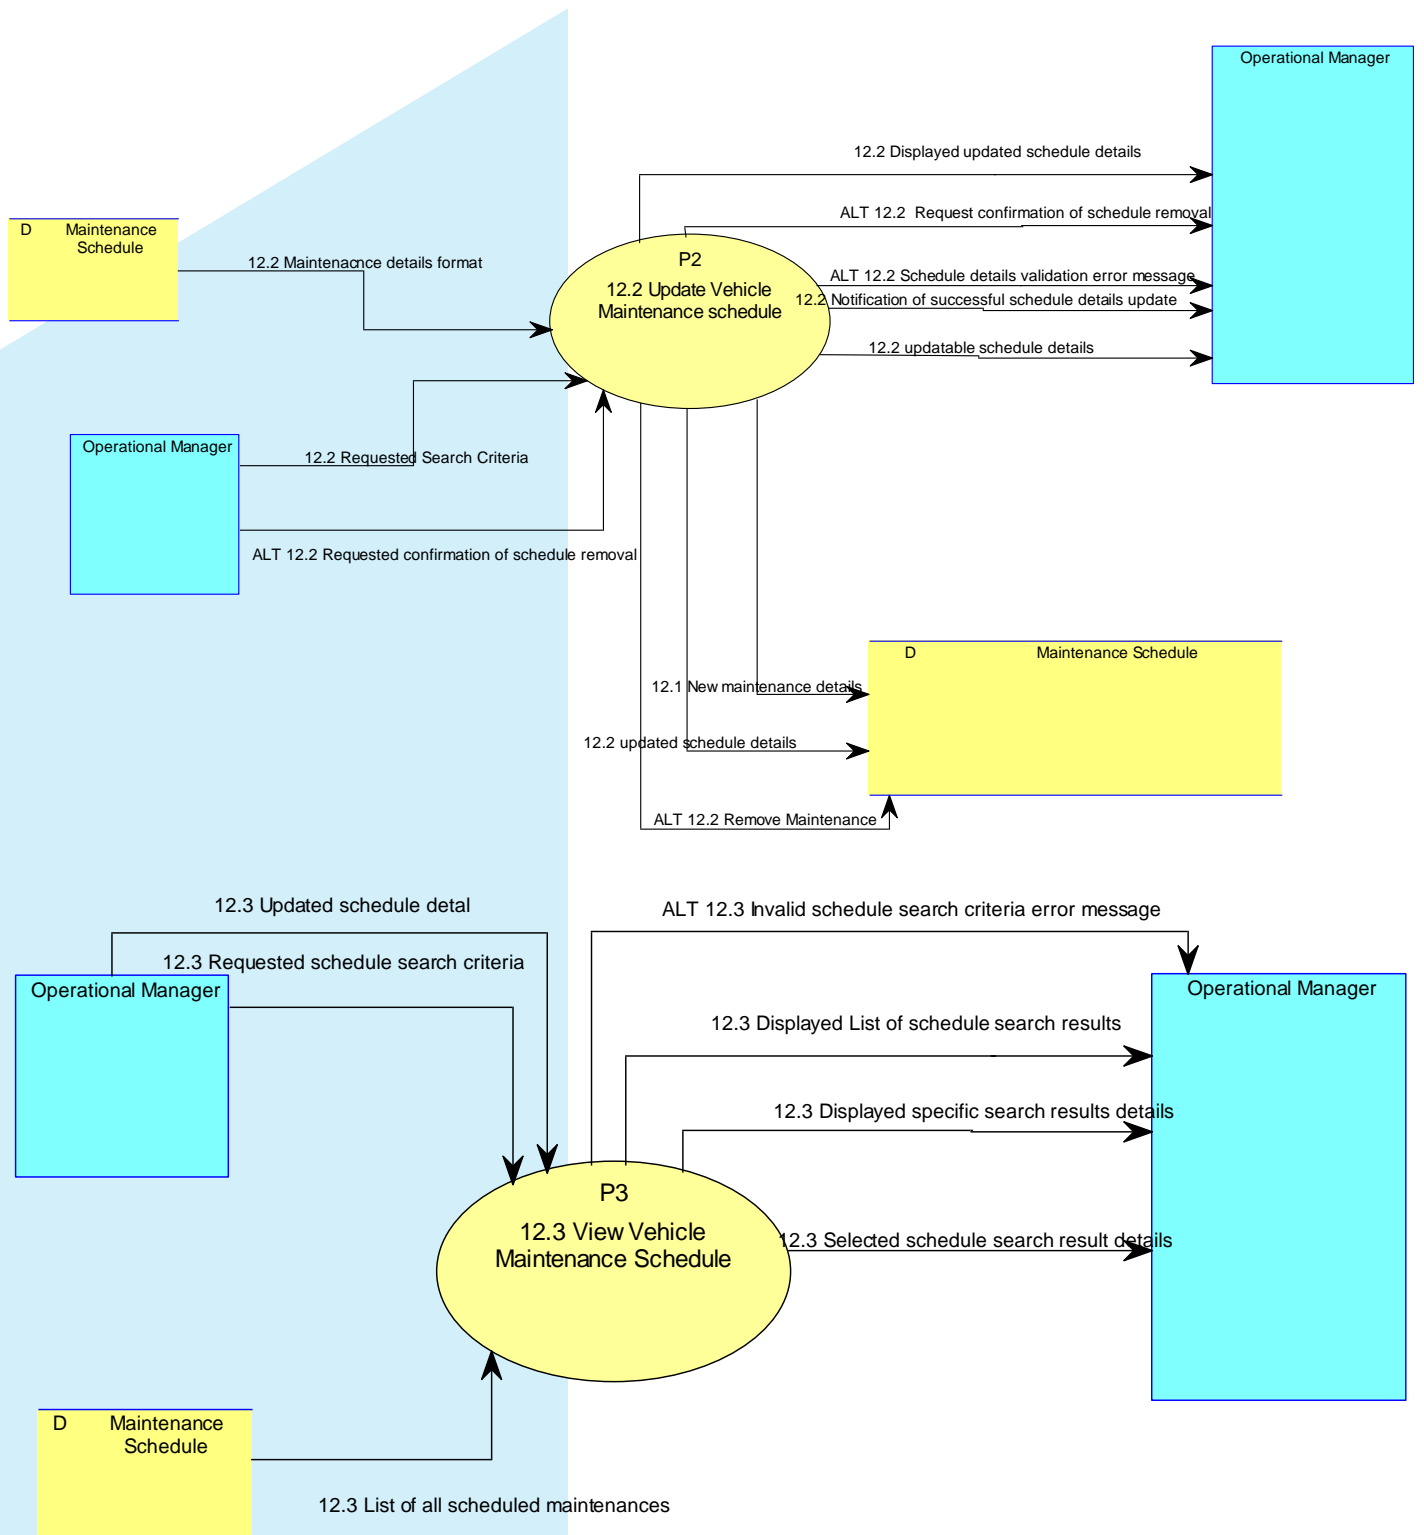 Operational Manager
12.2 Displayed updated schedule details
ALT 12.2 Request confirmation of schedule removal
D Maintenance
Schedule
12.2 Maintenacnce details format
P2
12.2 Update Vehicle
Maintenance schedule
ALT 12.2 Schedule details validation error message
12.2 Notification of successful schedule details update
12.2 updatable schedule details
Operational Manager
12.2 Requested Search Criteria
ALT 12.2 Requested confirmation of schedule removal
D Maintenance Schedule
12.1 New maintenance details
12.2 updated schedule details
ALT 12.2 Remove Maintenance
12.3 Updated schedule detal
ALT 12.3 Invalid schedule search criteria error message
12.3 Requested schedule search criteria
Operational Manager
Operational Manager
12.3 Displayed List of schedule search results
12.3 Displayed specific search results details
P3
12.3 View Vehicle
Maintenance Schedule
12.3 Selected schedule search result details
D Maintenance
Schedule
12.3 List of all scheduled maintenances